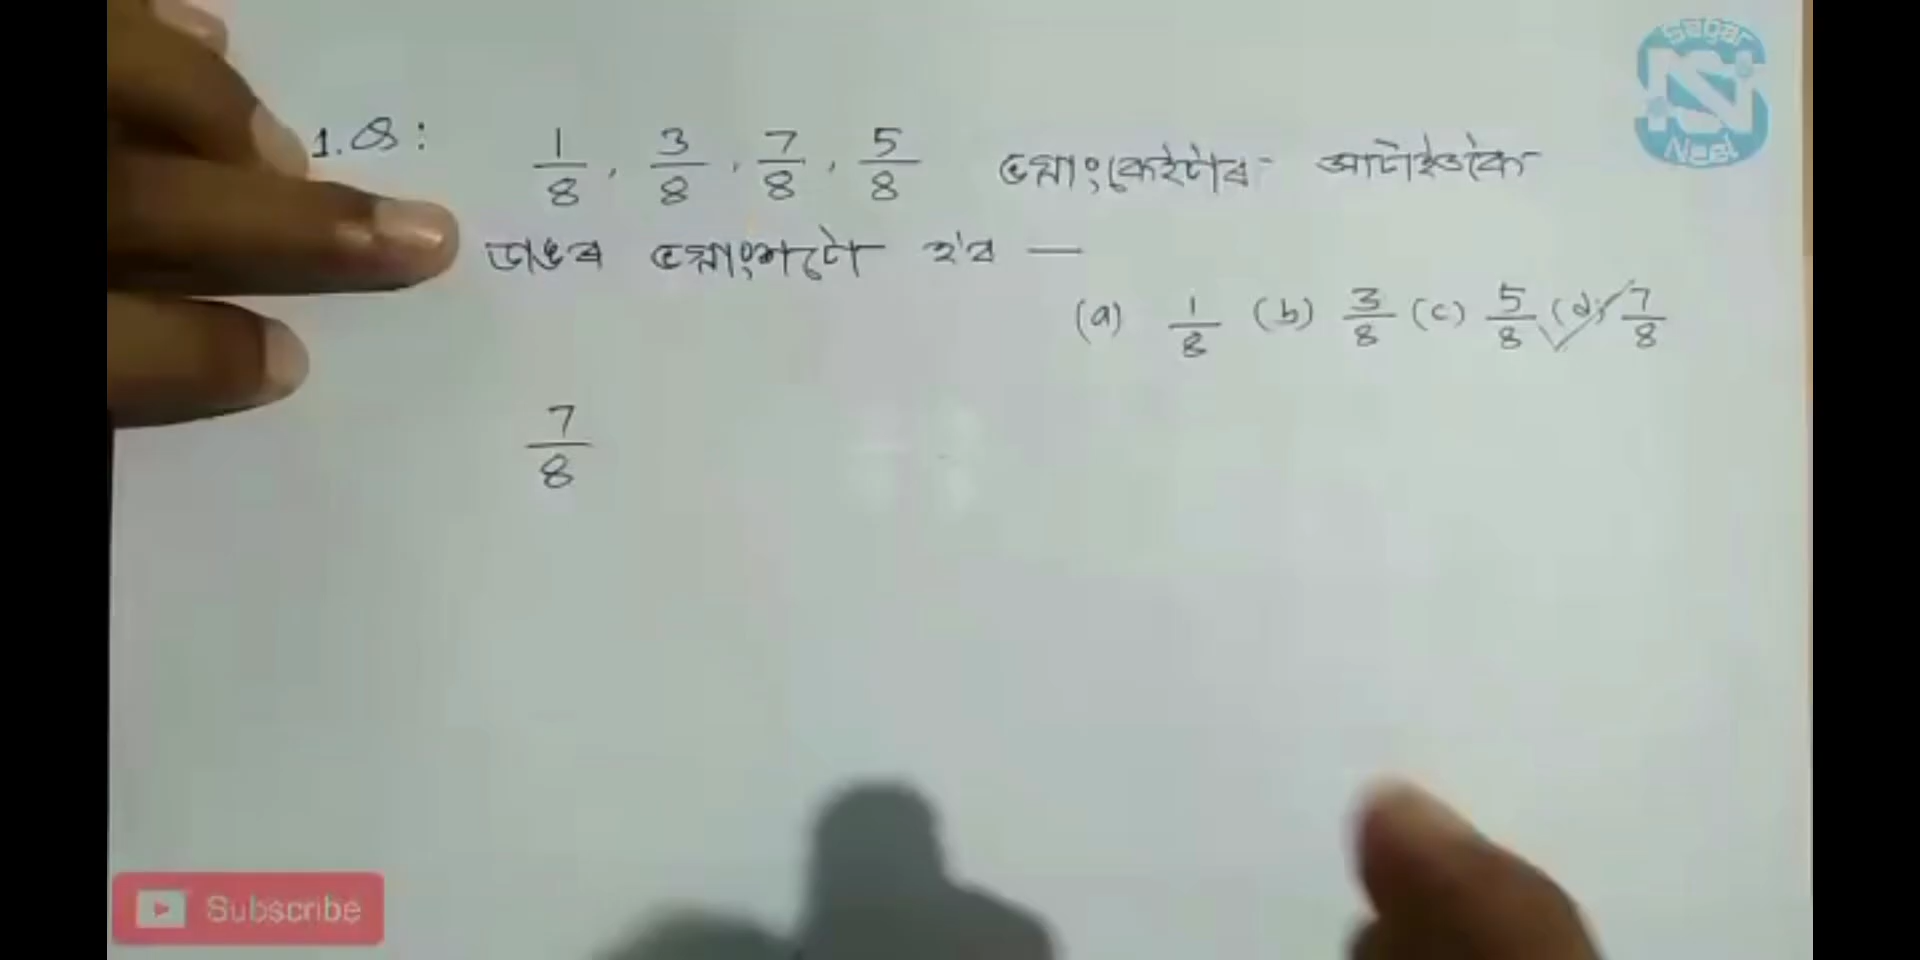 Sagar
Neel
1.প্ৰ: 1/8, 3/8, 7/8, 5/8 ভগ্নাংশকেইটাৰ আটাইতকৈ
ডাঙৰ ভগ্নাংশটো হ'ব —
(a) 1/8 (b) 3/8 (c) 5/8 (d) 7/8
7/8
Subscribe